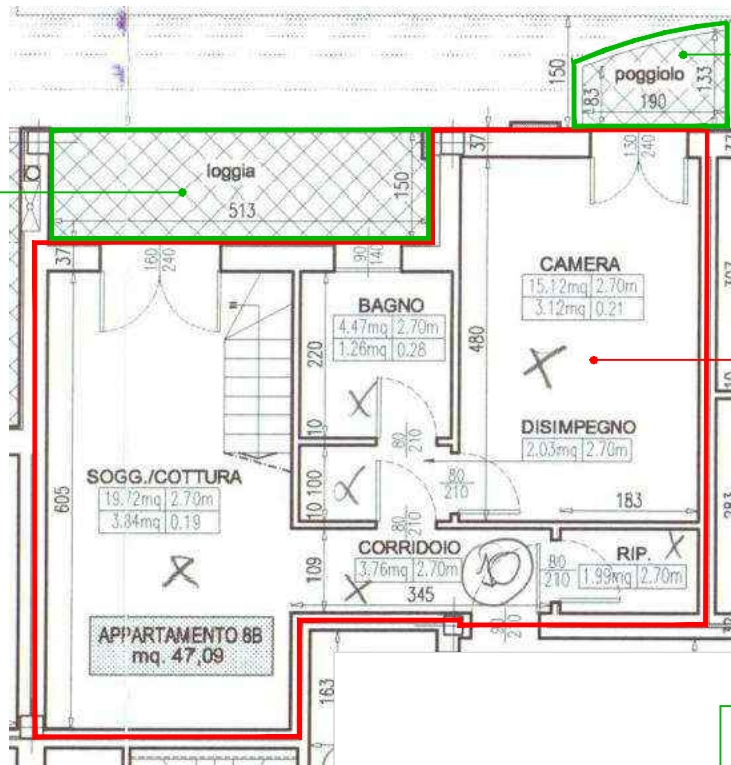 150
83
poggiolo
190
133
37
130
240
loggia
150
513
37
160
240
90
140
CAMERA
15.12mq 2.70m
3.12mq 0.21
480
BAGNO
4.47mq 2.70m
1.26mq 0.28
220
10
80
210
DISIMPEGNO
2.03mq 2.70m
80
210
183
SOGG./COTTURA
19.72mq 2.70m
3.84mq 0.19
605
10 100
80
210
283
109
CORRIDOIO
3.76mq 2.70m
345
80
210
RIP.
1.99mq 2.70m
APPARTAMENTO 8B
mq. 47,09
90
210
163